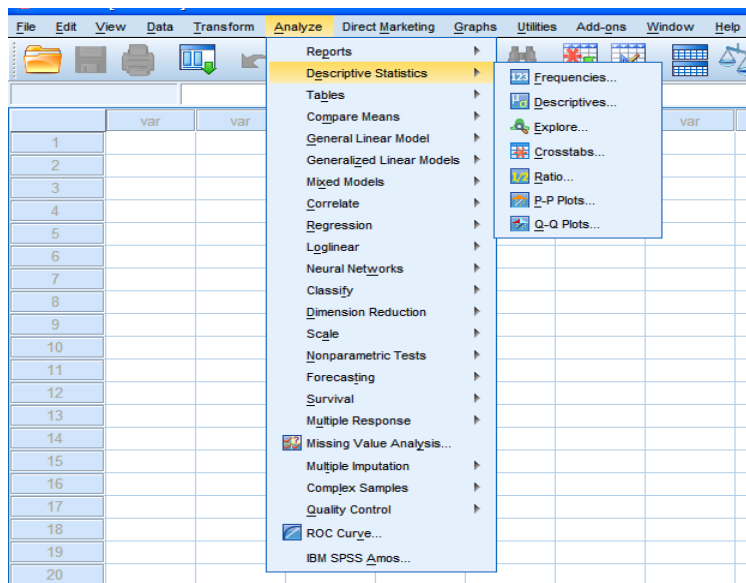 File Edit View Data Transform Analyze Direct Marketing Graphs Utilities Add-ons Window Help
Reports
Descriptive Statistics
Tables
Compare Means
General Linear Model
Generalized Linear Models
Mixed Models
Correlate
Regression
Loglinear
Neural Networks
Classify
Dimension Reduction
Scale
Nonparametric Tests
Forecasting
Survival
Multiple Response
Missing Value Analysis...
Multiple Imputation
Complex Samples
Quality Control
ROC Curve...
IBM SPSS Amos...
123 Frequencies...
Descriptives...
Explore...
Crosstabs...
1/2 Ratio...
P-P Plots...
Q-Q Plots...
var var var
1
2
3
4
5
6
7
8
9
10
11
12
13
14
15
16
17
18
19
20